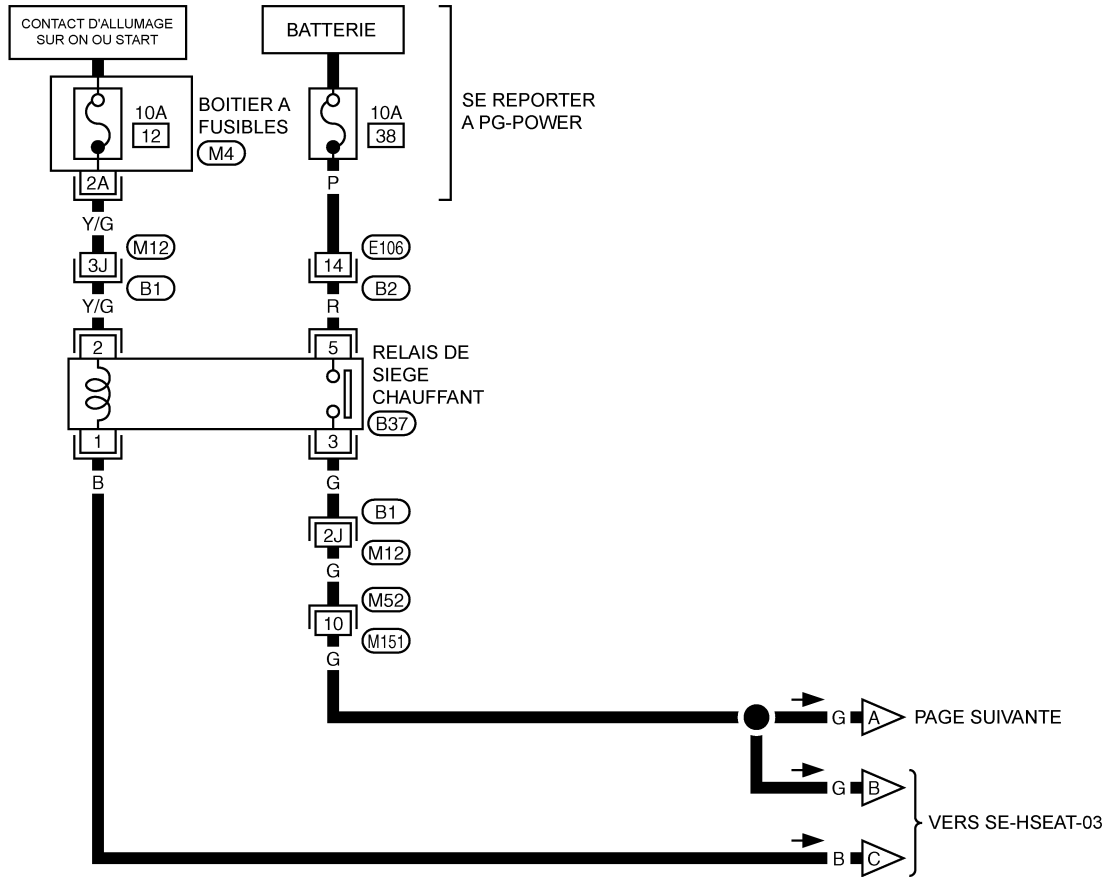 CONTACT D'ALLUMAGE
SUR ON OU START
BATTERIE
10A
12
BOITIER A
FUSIBLES
M4
10A
38
SE REPORTER
A PG-POWER
2A
P
Y/G
M12
3J
B1
Y/G
E106
14
B2
R
2
5
RELAIS DE
SIEGE
CHAUFFANT
B37
1
3
B
G
B1
2J
M12
G
M52
10
M151
G
G
A
PAGE SUIVANTE
G
B
VERS SE-HSEAT-03
B
C